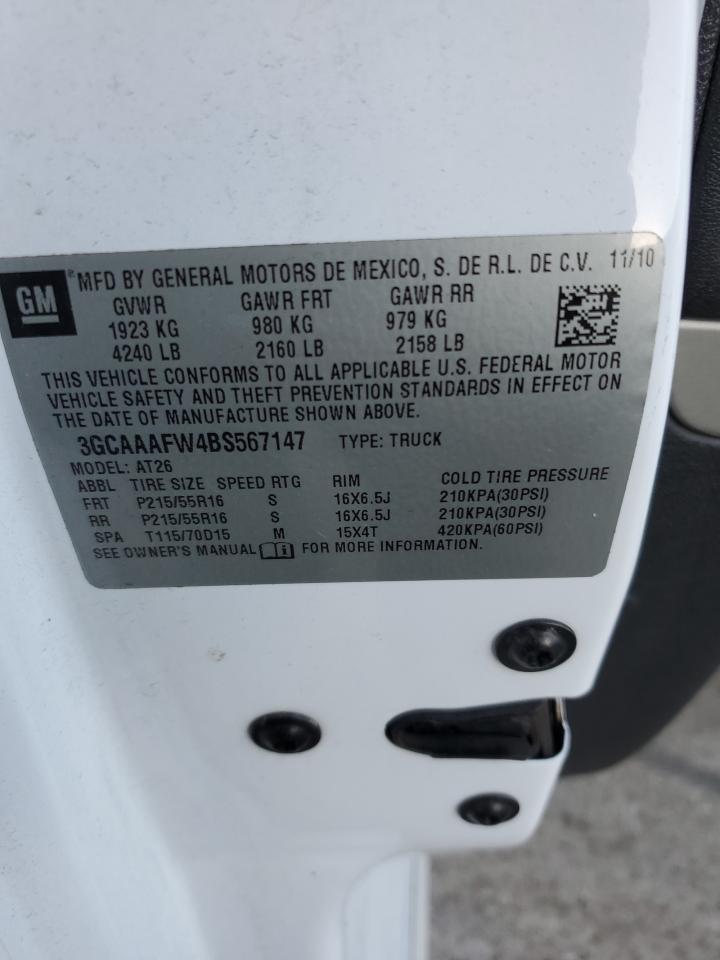 GM ® MFD BY GENERAL MOTORS DE MEXICO, S. DE R.L. DE C.V. 11/10
GVWR GAWR FRT GAWR RR
1923 KG 980 KG 979 KG
4240 LB 2160 LB 2158 LB
THIS VEHICLE CONFORMS TO ALL APPLICABLE U.S. FEDERAL MOTOR
VEHICLE SAFETY AND THEFT PREVENTION STANDARDS IN EFFECT ON
THE DATE OF MANUFACTURE SHOWN ABOVE.
3GCAAAFW4BS567147 TYPE: TRUCK
MODEL: AT26
ABBL TIRE SIZE SPEED RTG RIM COLD TIRE PRESSURE
FRT P215/55R16 S 16X6.5J 210KPA(30PSI)
RR P215/55R16 S 16X6.5J 210KPA(30PSI)
SPA T115/70D15 M 15X4T 420KPA(60PSI)
SEE OWNER'S MANUAL FOR MORE INFORMATION.